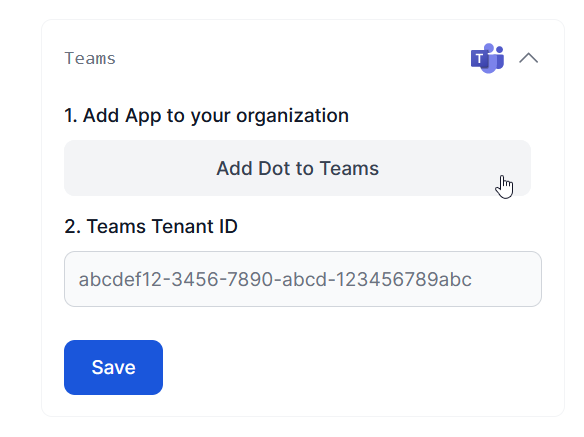 Teams
1. Add App to your organization
Add Dot to Teams
2. Teams Tenant ID
abcdef12-3456-7890-abcd-123456789abc
Save